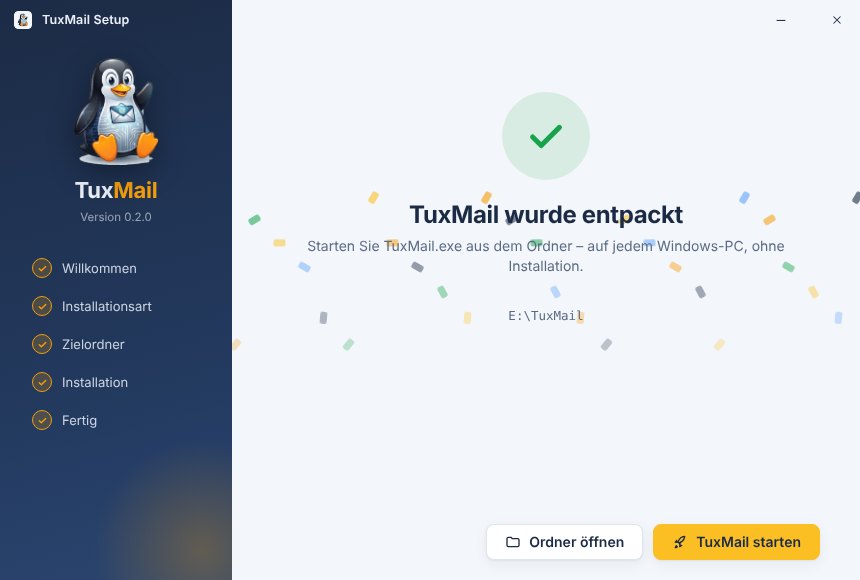 TuxMail Setup
TuxMail
Version 0.2.0
Willkommen
Installationsart
Zielordner
Installation
Fertig
TuxMail wurde entpackt
Starten Sie TuxMail.exe aus dem Ordner – auf jedem Windows-PC, ohne
Installation.
E:\TuxMail
Ordner öffnen
TuxMail starten